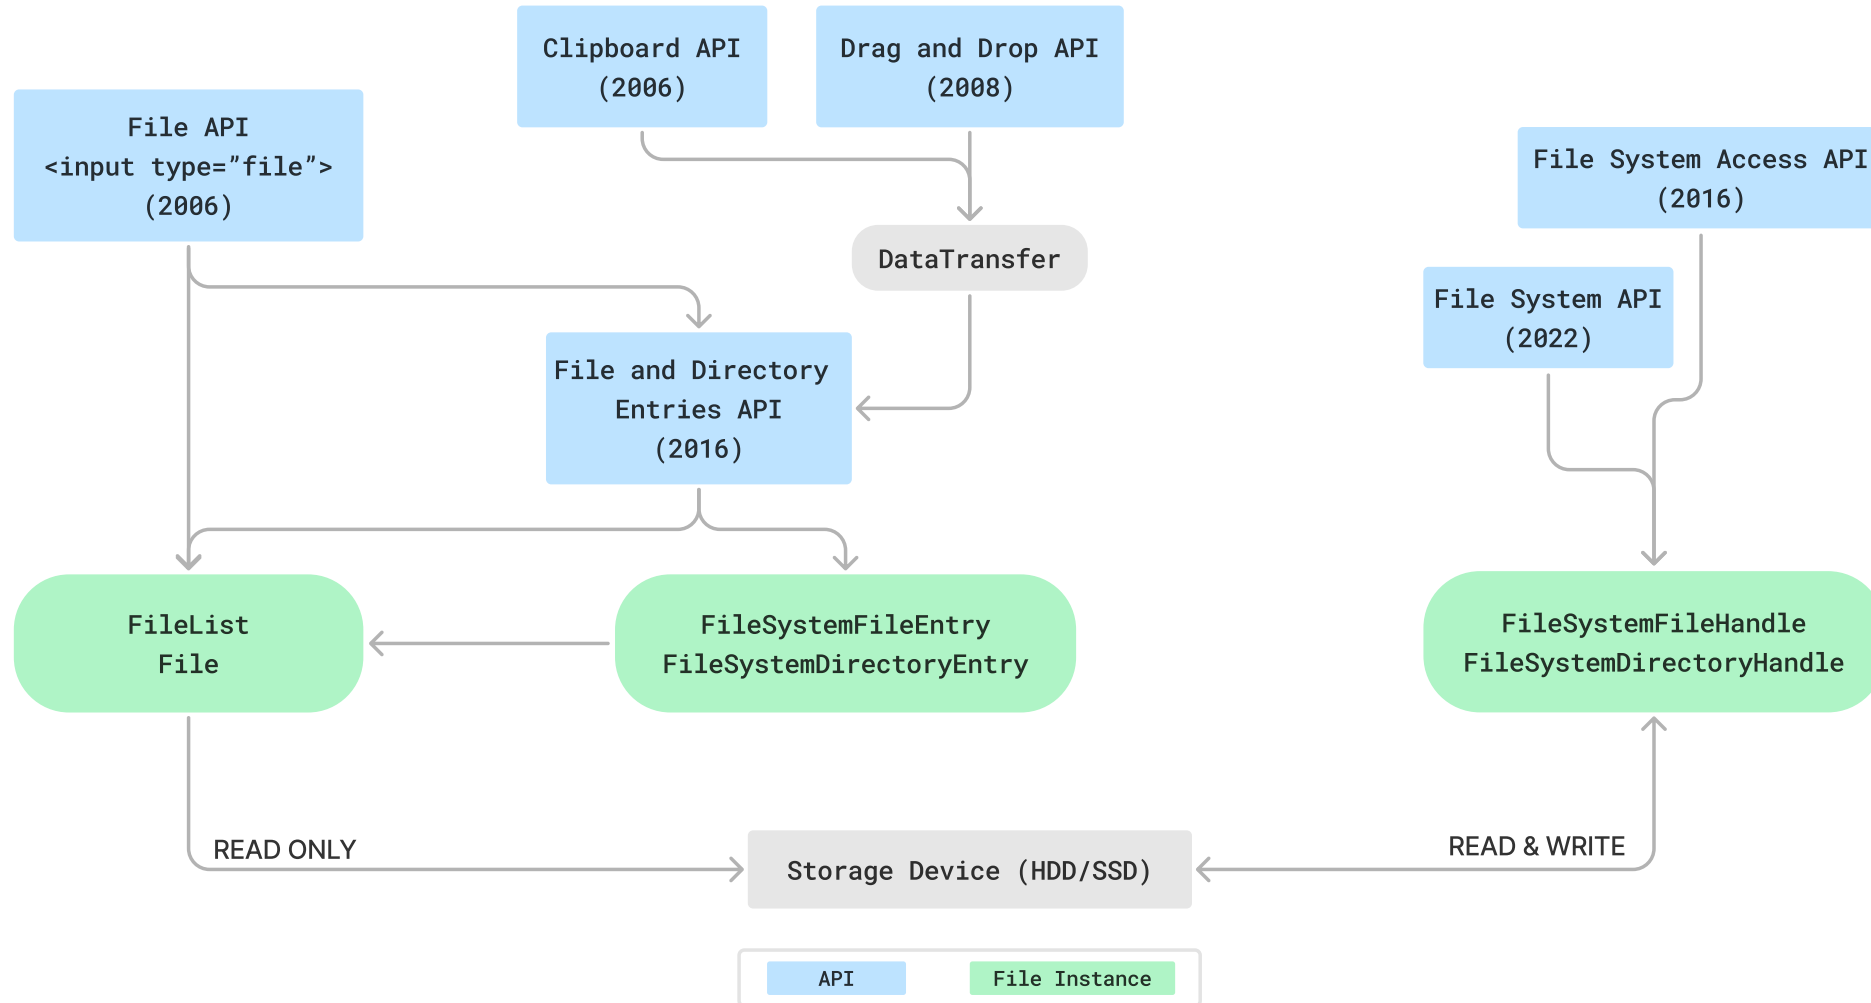 Clipboard API
(2006)
Drag and Drop API
(2008)
File API
<input type=”file”>
(2006)
File System Access API
(2016)
DataTransfer
File System API
(2022)
File and Directory
Entries API
(2016)
FileList
File
FileSystemFileEntry
FileSystemDirectoryEntry
FileSystemFileHandle
FileSystemDirectoryHandle
READ ONLY
READ & WRITE
Storage Device (HDD/SSD)
API
File Instance